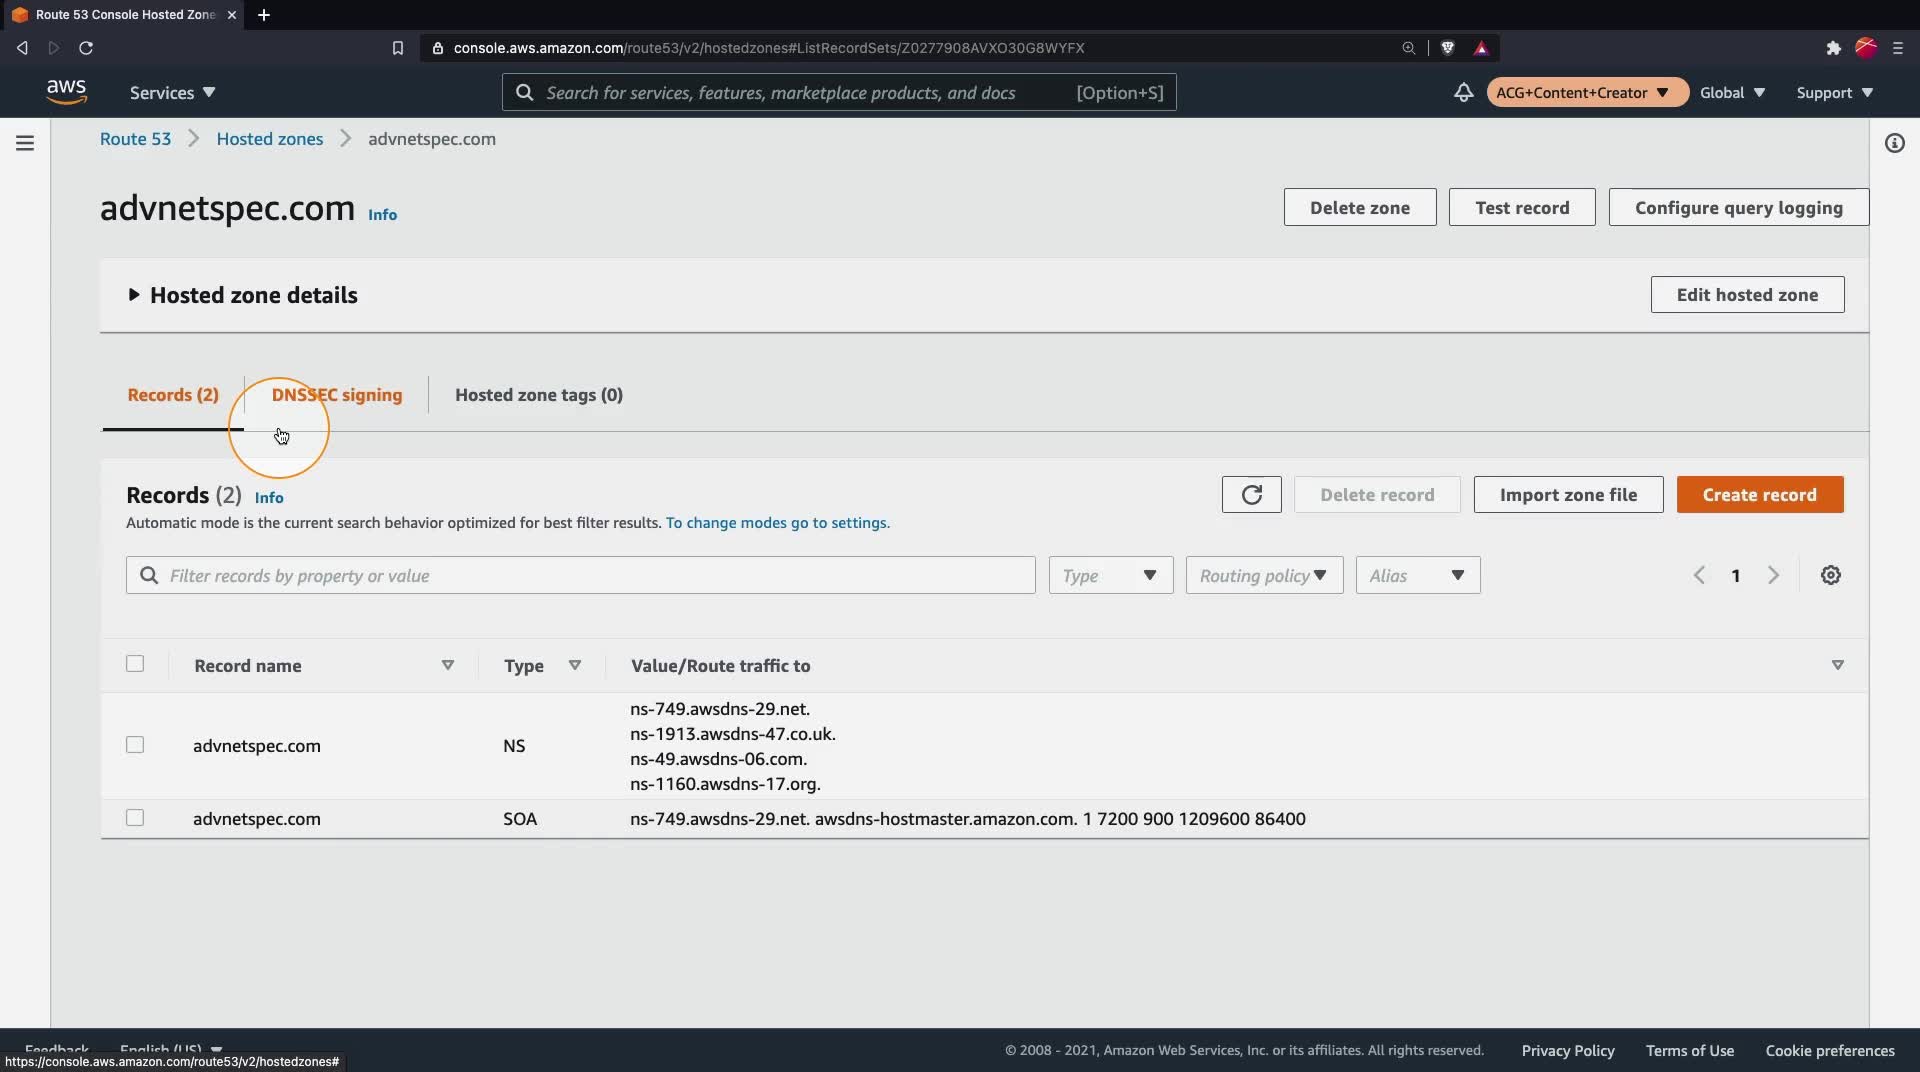 Route 53 Console Hosted Zone
console.aws.amazon.com/route53/v2/hostedzones#ListRecordSets/Z0277908AVXO30G8WYFX
aws
Services
Search for services, features, marketplace products, and docs
[Option+S]
ACG+Content+Creator
Global
Support
Route 53
Hosted zones
advnetspec.com
advnetspec.com
Info
Delete zone
Test record
Configure query logging
Hosted zone details
Edit hosted zone
Records (2)
DNSSEC signing
Hosted zone tags (0)
Records (2)
Info
Delete record
Import zone file
Create record
Automatic mode is the current search behavior optimized for best filter results. To change modes go to settings.
Filter records by property or value
Type
Routing policy
Alias
1
Record name
Type
Value/Route traffic to
advnetspec.com
NS
ns-749.awsdns-29.net.
ns-1913.awsdns-47.co.uk.
ns-49.awsdns-06.com.
ns-1160.awsdns-17.org.
advnetspec.com
SOA
ns-749.awsdns-29.net. awsdns-hostmaster.amazon.com. 1 7200 900 1209600 86400
Feedback
English (US)
© 2008 - 2021, Amazon Web Services, Inc. or its affiliates. All rights reserved.
Privacy Policy
Terms of Use
Cookie preferences
https://console.aws.amazon.com/route53/v2/hostedzones#